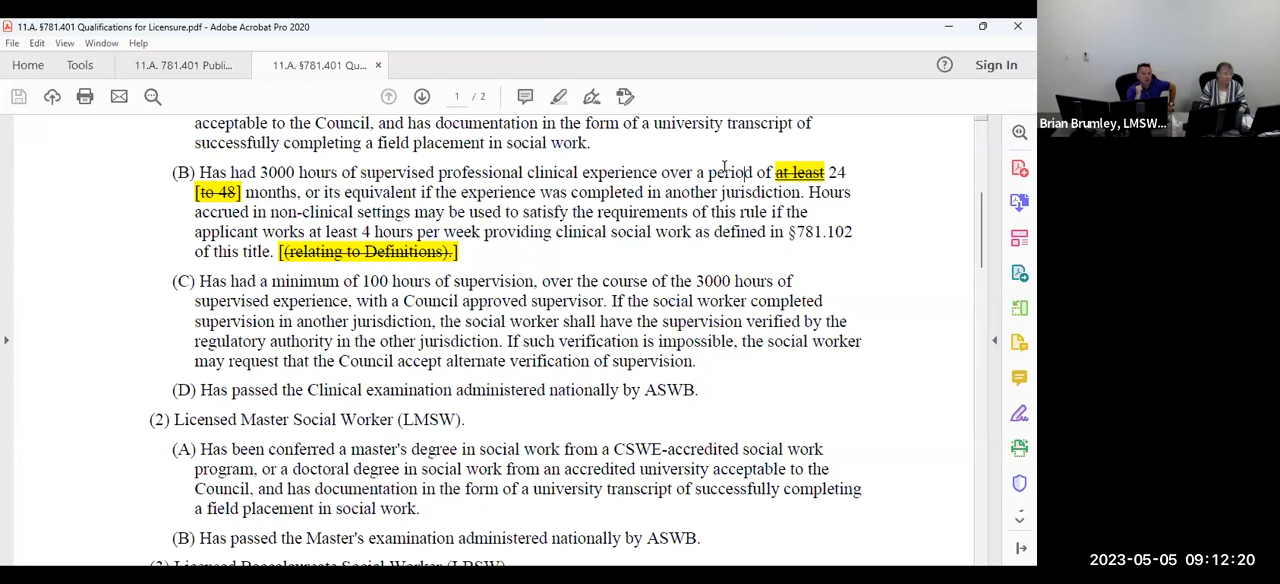 11.A. §781.401 Qualifications for Licensure.pdf - Adobe Acrobat Pro 2020
File Edit View Window Help
Home Tools 11.A. 781.401 Publi... 11.A. §781.401 Qu... × Sign In
1 / 2
acceptable to the Council, and has documentation in the form of a university transcript of
successfully completing a field placement in social work.
(B) Has had 3000 hours of supervised professional clinical experience over a period of at least 24
[to 48] months, or its equivalent if the experience was completed in another jurisdiction. Hours
accrued in non-clinical settings may be used to satisfy the requirements of this rule if the
applicant works at least 4 hours per week providing clinical social work as defined in §781.102
of this title. [(relating to Definitions).]
(C) Has had a minimum of 100 hours of supervision, over the course of the 3000 hours of
supervised experience, with a Council approved supervisor. If the social worker completed
supervision in another jurisdiction, the social worker shall have the supervision verified by the
regulatory authority in the other jurisdiction. If such verification is impossible, the social worker
may request that the Council accept alternate verification of supervision.
(D) Has passed the Clinical examination administered nationally by ASWB.
(2) Licensed Master Social Worker (LMSW).
(A) Has been conferred a master's degree in social work from a CSWE-accredited social work
program, or a doctoral degree in social work from an accredited university acceptable to the
Council, and has documentation in the form of a university transcript of successfully completing
a field placement in social work.
(B) Has passed the Master's examination administered nationally by ASWB.
(3) Licensed Baccalaureate Social Worker (LBSW)
Brian Brumley, LMSW...
2023-05-05 09:12:20